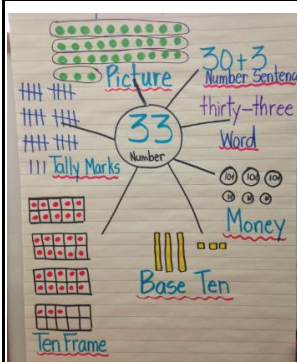 30+3
Picture
Number Sentenc
thirty-three
33
Number
Word
Tally Marks
10¢ 10¢ 10¢
1¢ 1¢ 1¢
Money
Base Ten
Ten Frame